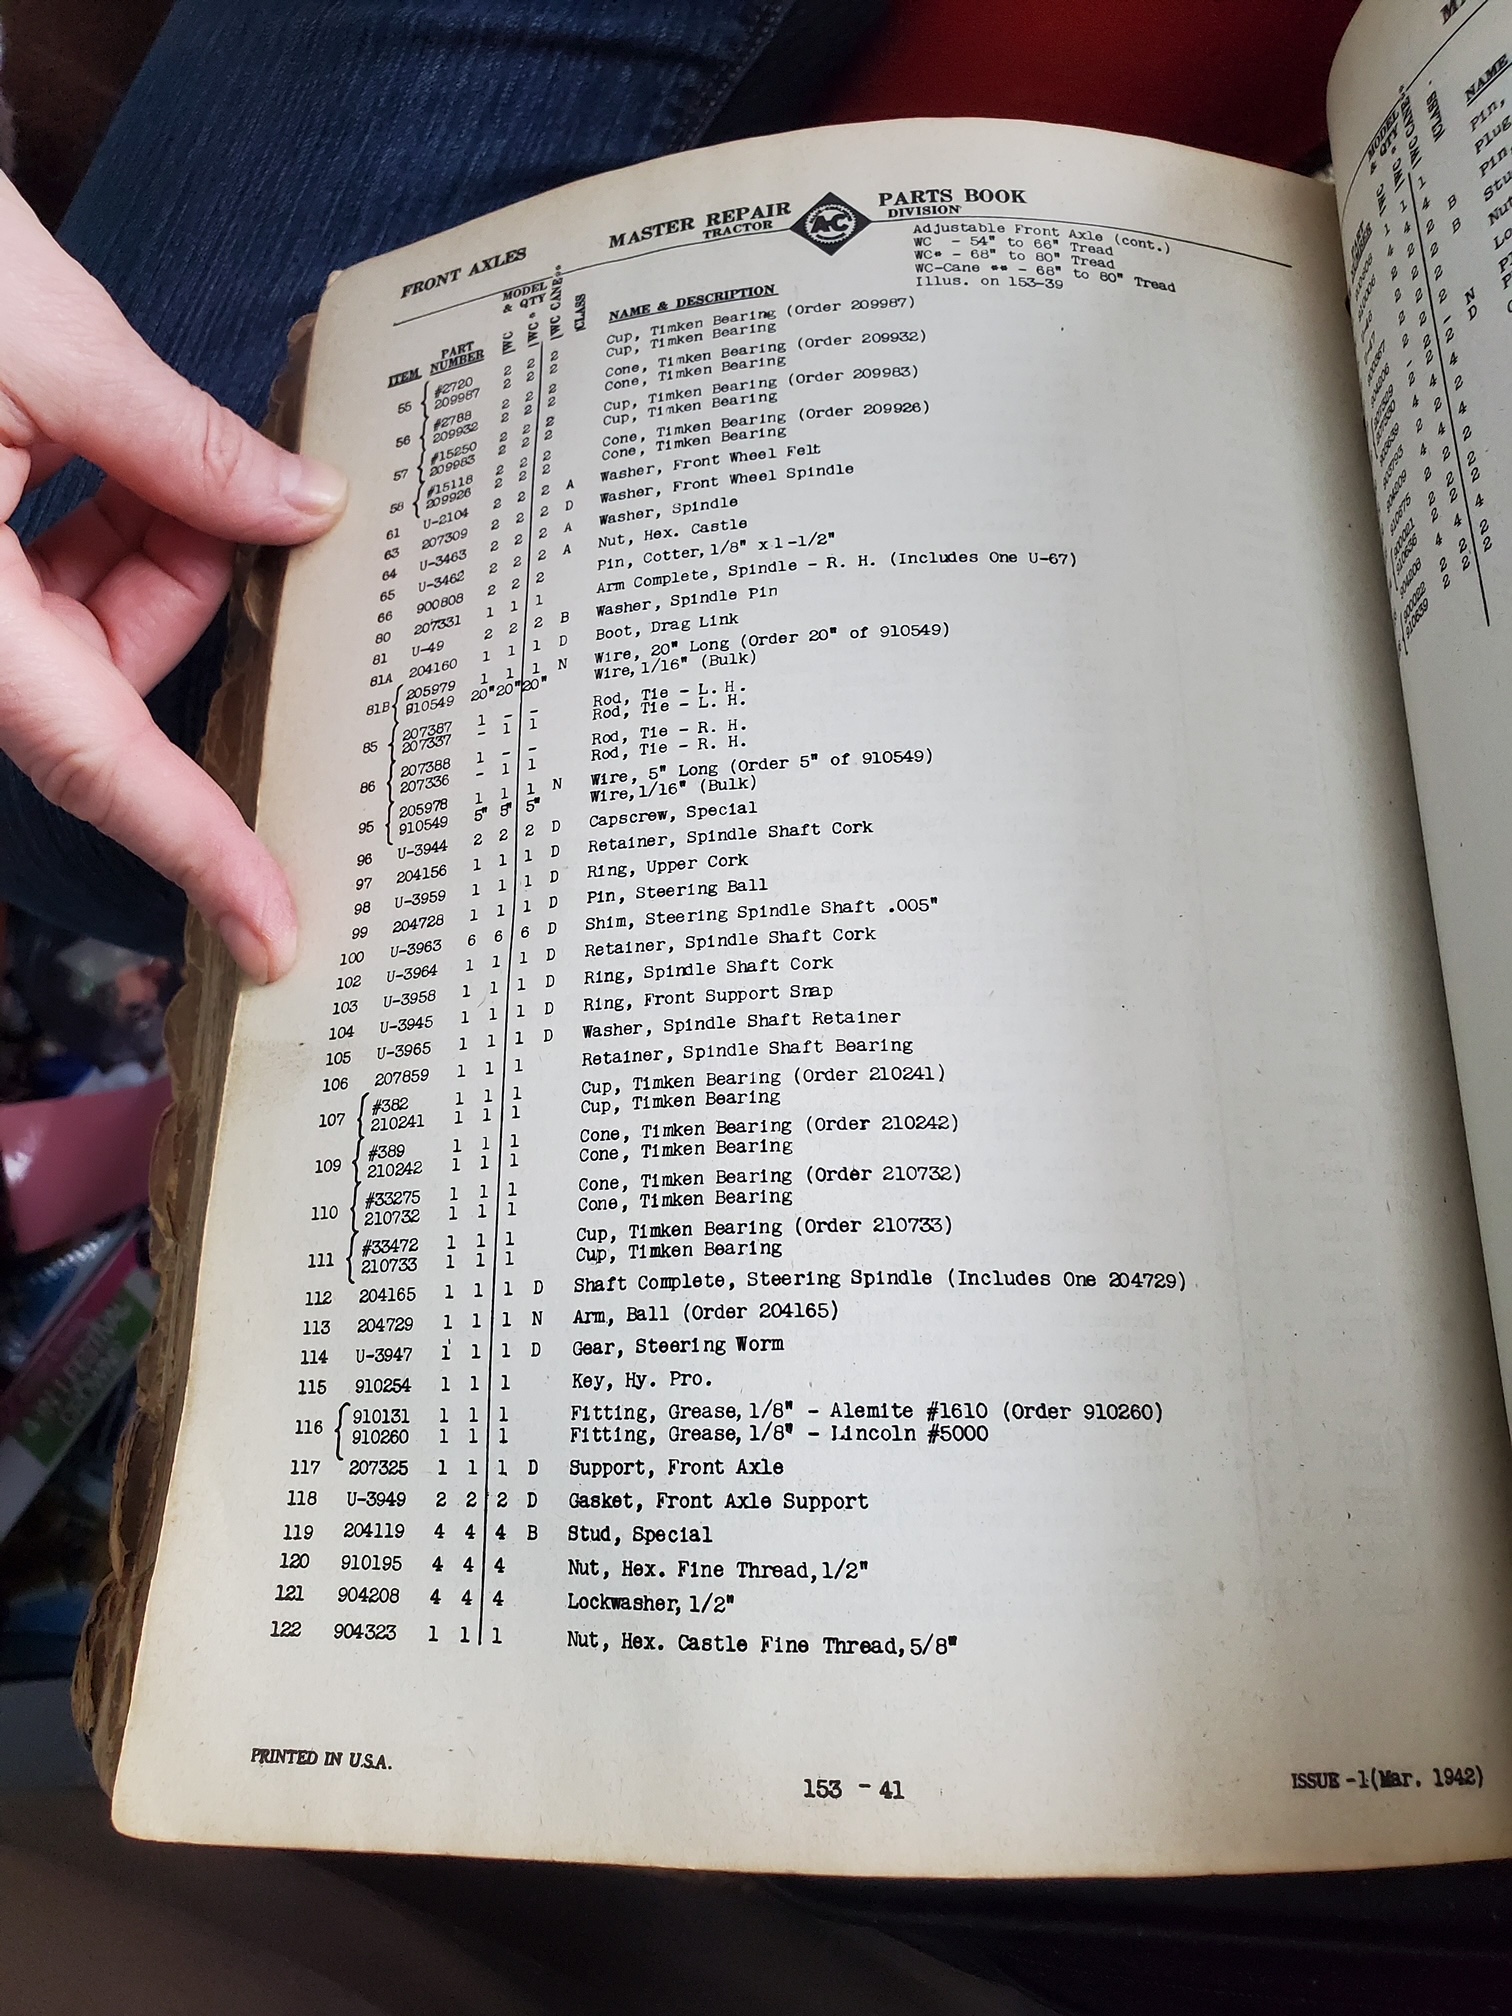 FRONT AXLES
MASTER REPAIR AC PARTS BOOK
TRACTOR DIVISION
Adjustable Front Axle (cont.)
WC - 54" to 66" Tread
WC* - 68" to 80" Tread
WC-Cane ** - 68" to 80" Tread
Illus. on 153-39
ITEM PART NUMBER MODEL & QTY WC WC* WC CANE** CLASS NAME & DESCRIPTION
55 #2720 2 2 2 Cup, Timken Bearing (Order 209987)
209987 2 2 2 Cup, Timken Bearing
56 #2788 2 2 2 Cone, Timken Bearing (Order 209932)
209932 2 2 2 Cone, Timken Bearing
57 #15250 2 2 2 Cup, Timken Bearing (Order 209983)
209983 2 2 2 Cup, Timken Bearing
58 #15118 2 2 2 Cone, Timken Bearing (Order 209926)
209926 2 2 2 Cone, Timken Bearing
61 U-2104 2 2 2 A Washer, Front Wheel Felt
63 207309 2 2 2 D Washer, Front Wheel Spindle
64 U-3463 2 2 2 A Washer, Spindle
65 U-3462 2 2 2 A Nut, Hex. Castle
66 900808 2 2 2 Pin, Cotter, 1/8" x 1-1/2"
80 207331 1 1 1 Arm Complete, Spindle - R. H. (Includes One U-67)
81 U-49 2 2 2 B Washer, Spindle Pin
81A 204160 1 1 1 D Boot, Drag Link
81B 205979 1 1 1 N Wire, 20" Long (Order 20" of 910549)
910549 20" 20" 20" Wire, 1/16" (Bulk)
85 207387 1 - - Rod, Tie - L. H.
207337 - 1 1 Rod, Tie - L. H.
86 207388 1 - - Rod, Tie - R. H.
207336 - 1 1 Rod, Tie - R. H.
95 205978 1 1 1 N Wire, 5" Long (Order 5" of 910549)
910549 5" 5" 5" Wire, 1/16" (Bulk)
96 U-3944 2 2 2 D Capscrew, Special
97 204156 1 1 1 D Retainer, Spindle Shaft Cork
98 U-3959 1 1 1 D Ring, Upper Cork
99 204728 1 1 1 D Pin, Steering Ball
100 U-3963 6 6 6 D Shim, Steering Spindle Shaft .005"
102 U-3964 1 1 1 D Retainer, Spindle Shaft Cork
103 U-3958 1 1 1 D Ring, Spindle Shaft Cork
104 U-3945 1 1 1 D Ring, Front Support Snap
105 U-3965 1 1 1 D Washer, Spindle Shaft Retainer
106 207859 1 1 1 Retainer, Spindle Shaft Bearing
107 #382 1 1 1 Cup, Timken Bearing (Order 210241)
210241 1 1 1 Cup, Timken Bearing
109 #389 1 1 1 Cone, Timken Bearing (Order 210242)
210242 1 1 1 Cone, Timken Bearing
110 #33275 1 1 1 Cone, Timken Bearing (Order 210732)
210732 1 1 1 Cone, Timken Bearing
111 #33472 1 1 1 Cup, Timken Bearing (Order 210733)
210733 1 1 1 Cup, Timken Bearing
112 204165 1 1 1 D Shaft Complete, Steering Spindle (Includes One 204729)
113 204729 1 1 1 N Arm, Ball (Order 204165)
114 U-3947 1 1 1 D Gear, Steering Worm
115 910254 1 1 1 Key, Hy. Pro.
116 910131 1 1 1 Fitting, Grease, 1/8" - Alemite #1610 (Order 910260)
910260 1 1 1 Fitting, Grease, 1/8" - Lincoln #5000
117 207325 1 1 1 D Support, Front Axle
118 U-3949 2 2 2 D Gasket, Front Axle Support
119 204119 4 4 4 B Stud, Special
120 910195 4 4 4 Nut, Hex. Fine Thread, 1/2"
121 904208 4 4 4 Lockwasher, 1/2"
122 904323 1 1 1 Nut, Hex. Castle Fine Thread, 5/8"
PRINTED IN U.S.A.
153 - 41
ISSUE - 1 (Mar. 1942)
MODEL & QTY
CLASS
NAME
Pin,
Plug
Pin,